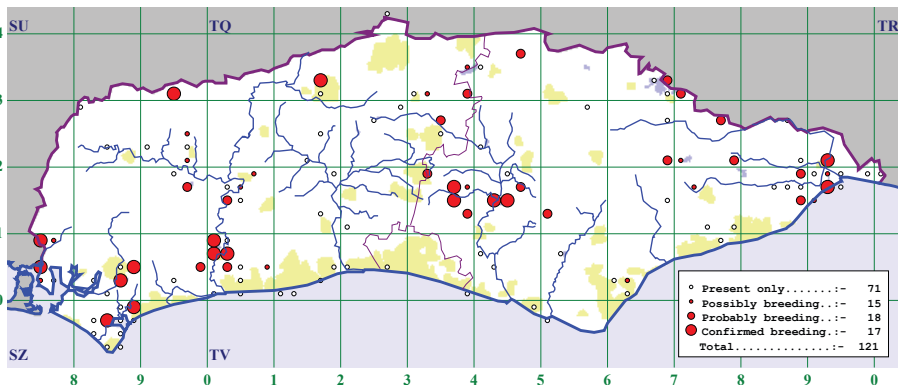 SU TQ TR
4
3
2
1
0
Present only.......:- 71
Possibly breeding..:- 15
Probably breeding..:- 18
Confirmed breeding:- 17
Total..............:- 121
SZ TV
8 9 0 1 2 3 4 5 6 7 8 9 0